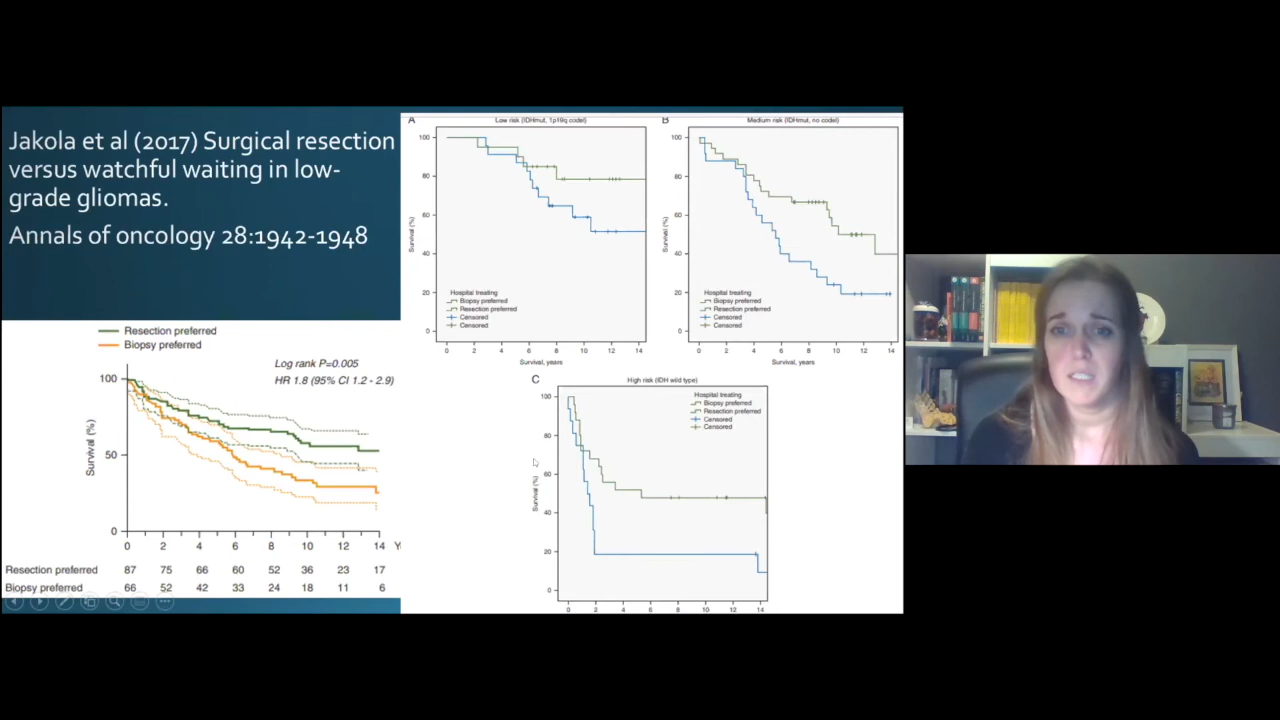 Jakola et al (2017) Surgical resection
versus watchful waiting in low-
grade gliomas.
Annals of oncology 28:1942-1948
Resection preferred
Biopsy preferred
Log rank P=0.005
HR 1.8 (95% CI 1.2 - 2.9)
100
50
0
Survival (%)
0 2 4 6 8 10 12 14 Y
Resection preferred 87 75 66 60 52 36 23 17
Biopsy preferred 66 52 42 33 24 18 11 6
A
Low risk (IDHmut, 1p19q codel)
100
80
60
40
20
0
Survival (%)
Hospital treating
Biopsy preferred
Resection preferred
Censored
Censored
0 2 4 6 8 10 12 14
Survival, years
B
Medium risk (IDHmut, no codel)
100
80
60
40
20
0
Survival (%)
Hospital treating
Biopsy preferred
Resection preferred
Censored
Censored
0 2 4 6 8 10 12 14
Survival, years
C
High risk (IDH wild type)
100
80
60
40
20
0
Survival (%)
Hospital treating
Biopsy preferred
Resection preferred
Censored
Censored
0 2 4 6 8 10 12 14